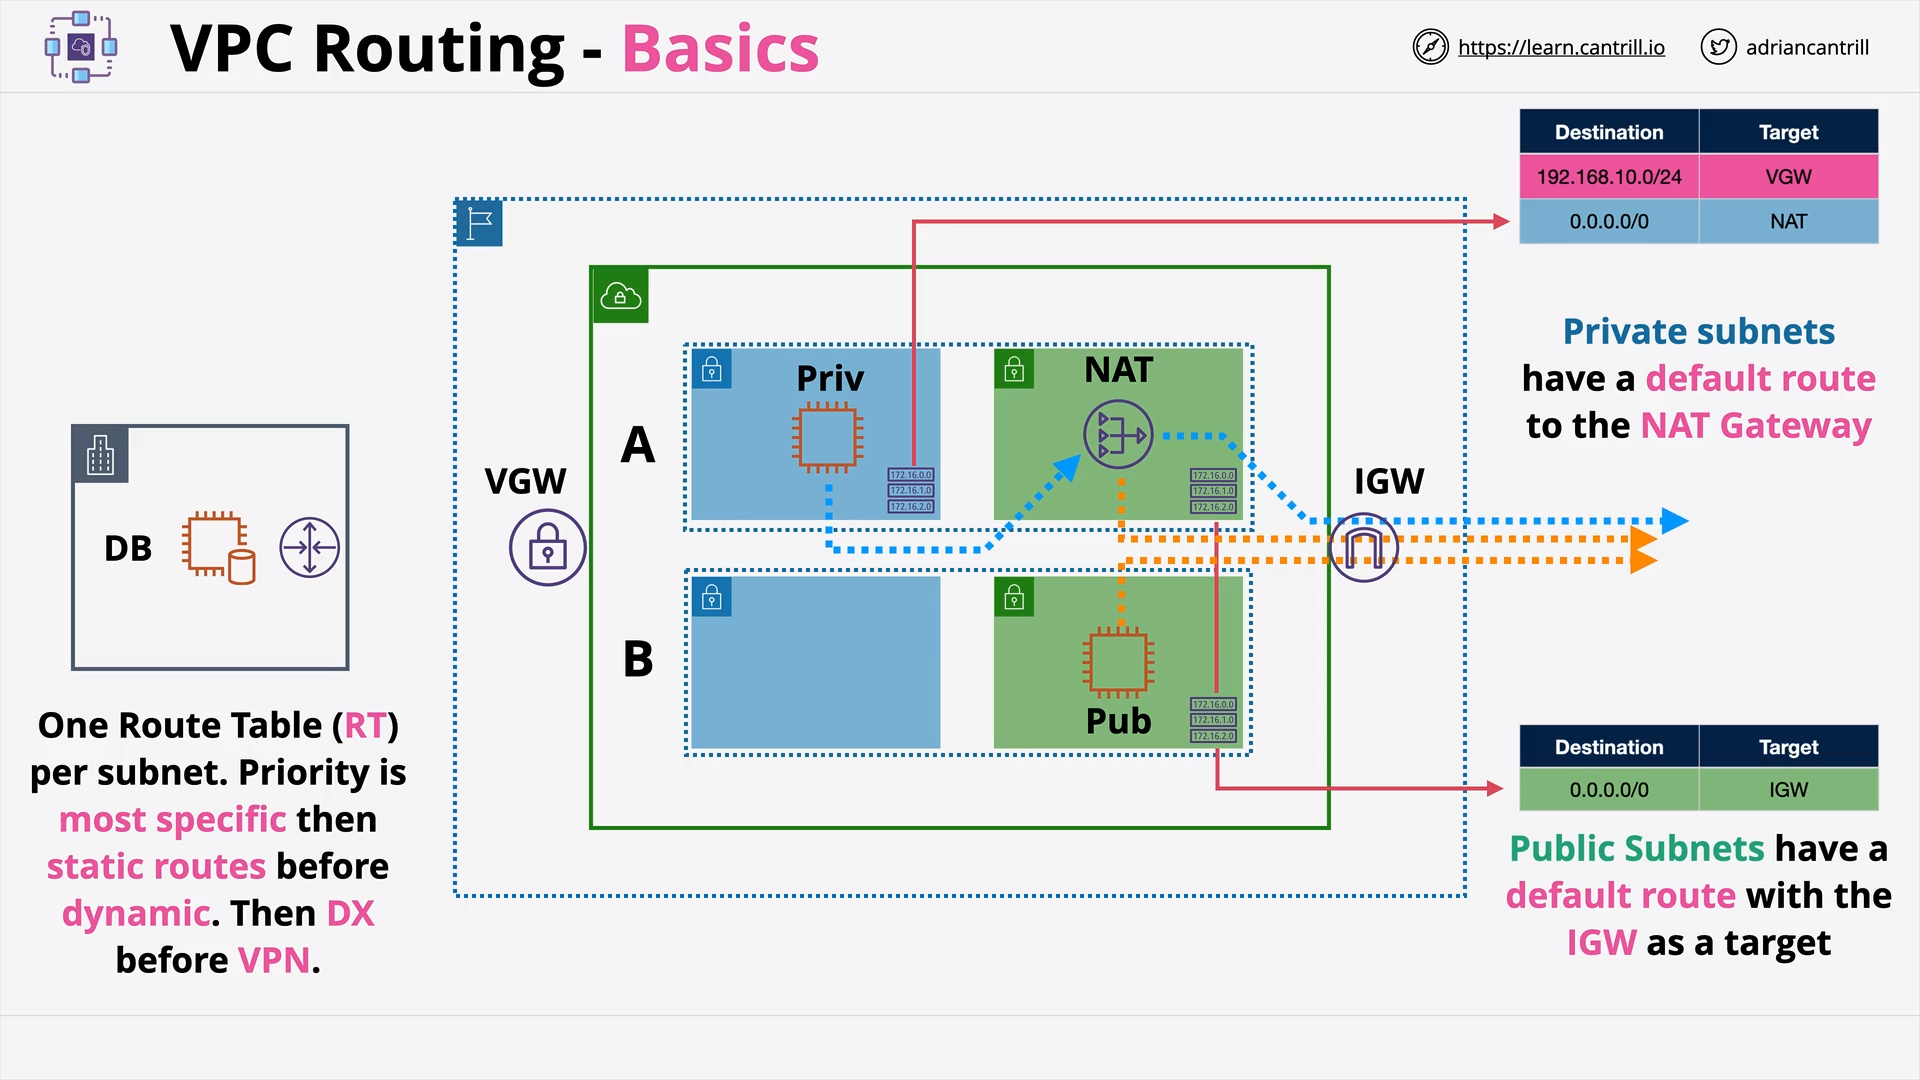 VPC Routing - Basics
https://learn.cantrill.io
adriancantrill
Destination Target
192.168.10.0/24 VGW
0.0.0.0/0 NAT
Private subnets
have a default route
to the NAT Gateway
Priv
NAT
A
172.16.0.0
172.16.1.0
172.16.2.0
172.16.0.0
172.16.1.0
172.16.2.0
VGW
IGW
DB
B
Pub
172.16.0.0
172.16.1.0
172.16.2.0
One Route Table (RT)
per subnet. Priority is
most specific then
static routes before
dynamic. Then DX
before VPN.
Destination Target
0.0.0.0/0 IGW
Public Subnets have a
default route with the
IGW as a target